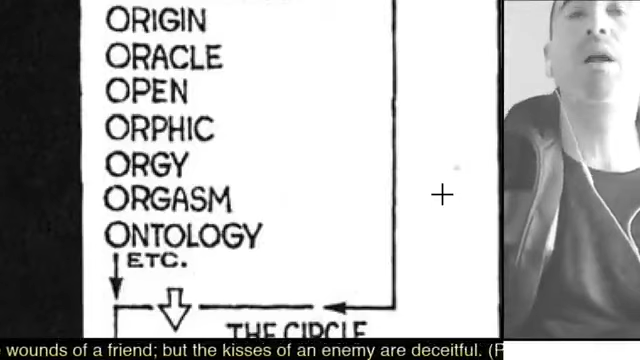 ORIGIN
ORACLE
OPEN
ORPHIC
ORGY
ORGASM
ONTOLOGY
ETC.
THE CIRCLE
wounds of a friend; but the kisses of an enemy are deceitful. (P